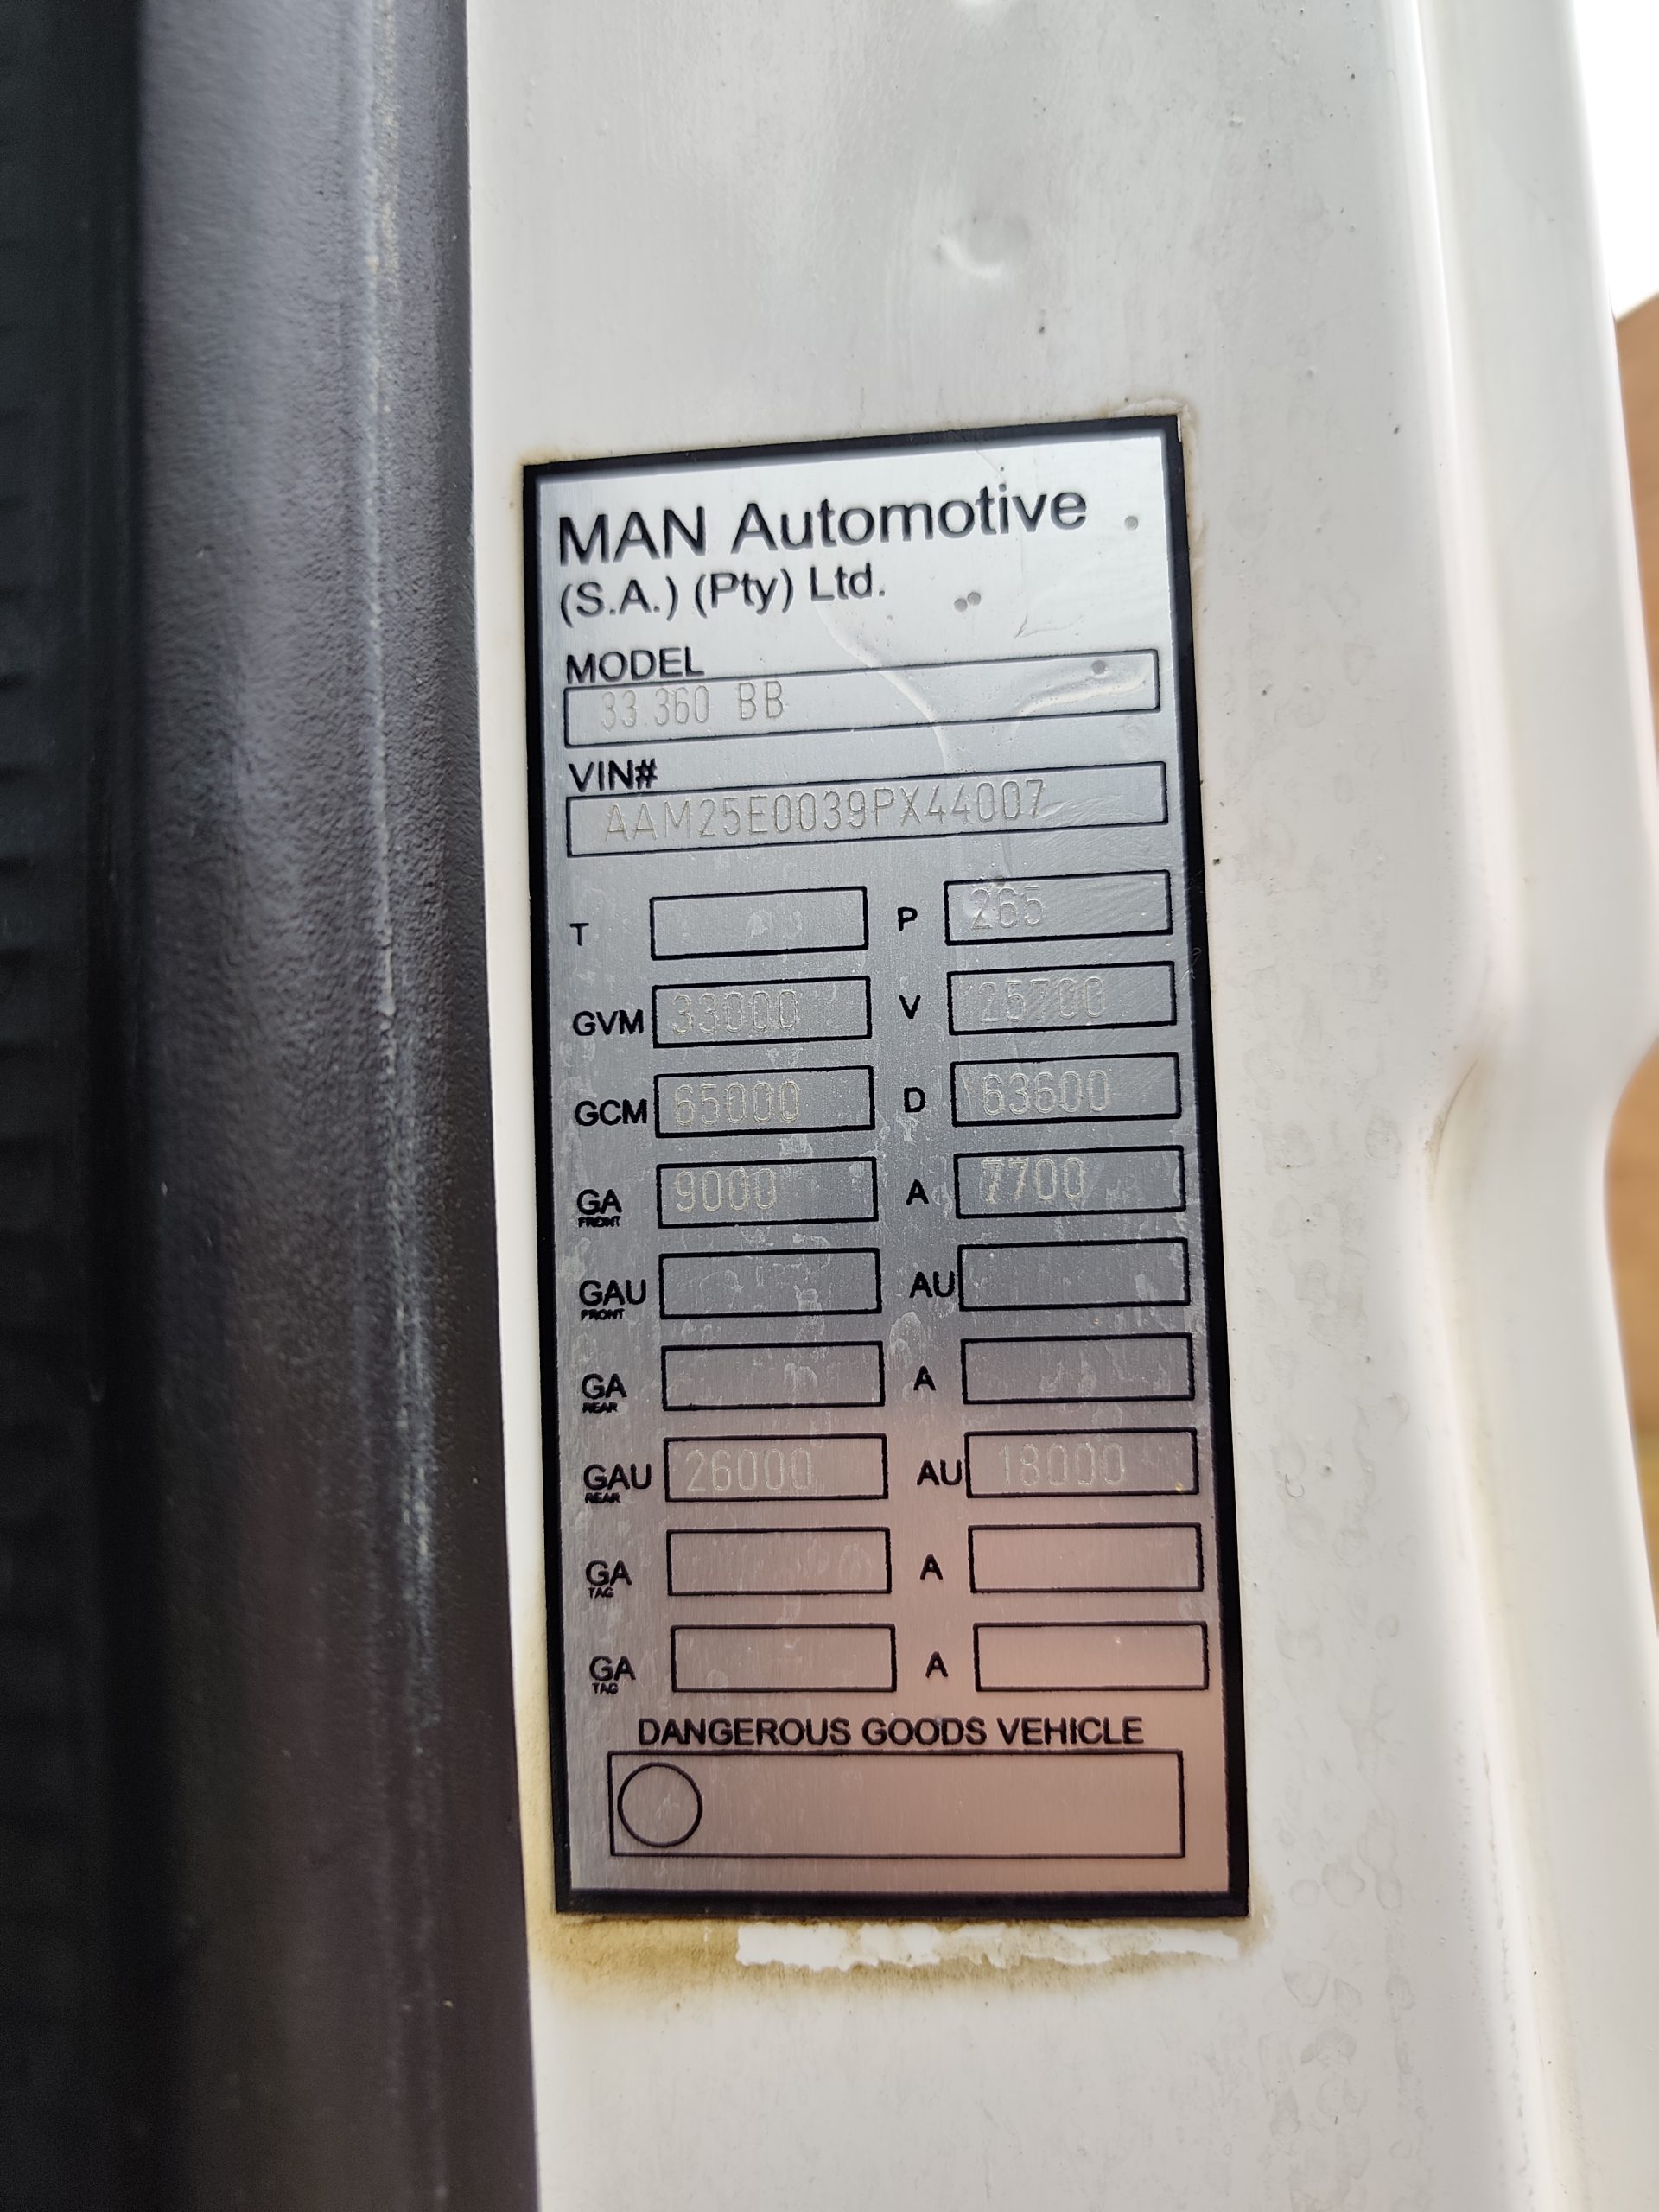 MAN Automotive
(S.A.) (Pty) Ltd.
MODEL
33.360 BB
VIN#
AAM25E0039PX44007
T P 265
GVM 33000 V 25700
GCM 65000 D 63600
GA FRONT 9000 A 7700
GAU FRONT AU
GA REAR A
GAU REAR 26000 AU 18000
GA TAG A
GA TAG A
DANGEROUS GOODS VEHICLE